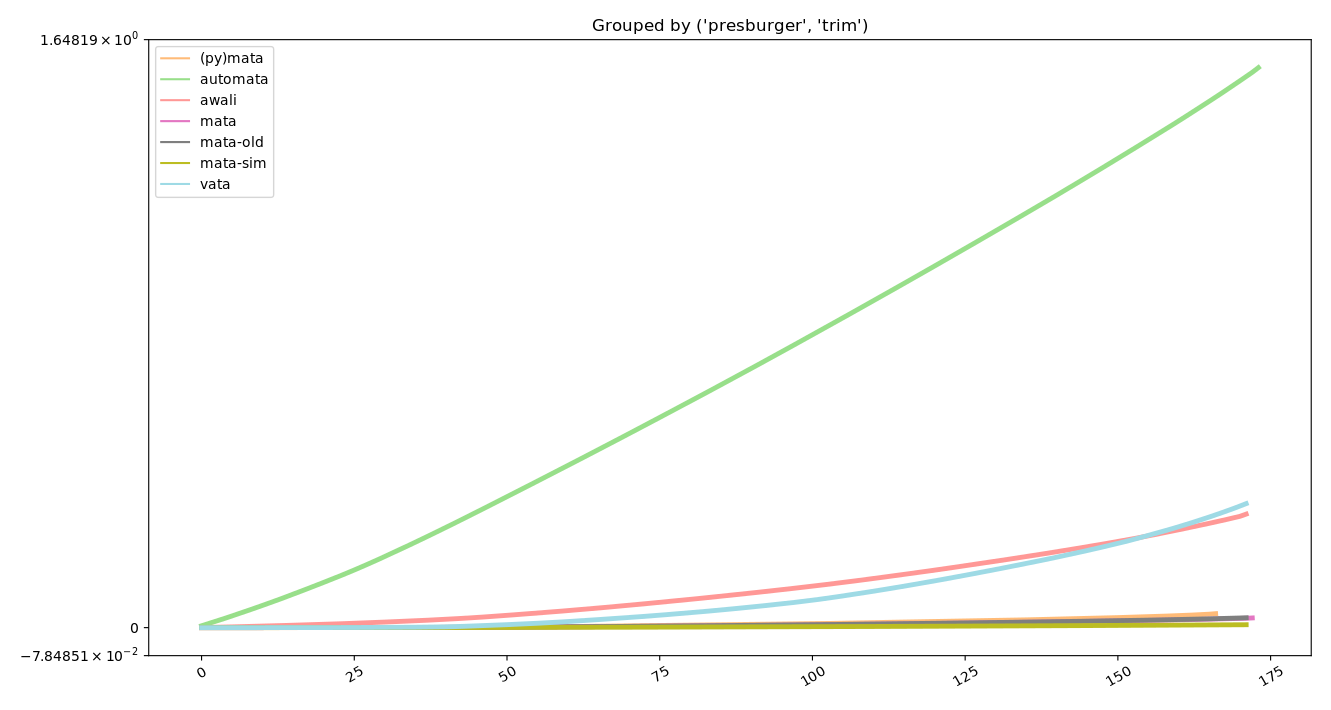 Grouped by ('presburger', 'trim')
1.64819 × 10⁰
(py)mata
automata
awali
mata
mata-old
mata-sim
vata
0
−7.84851 × 10⁻²
0 25 50 75 100 125 150 175